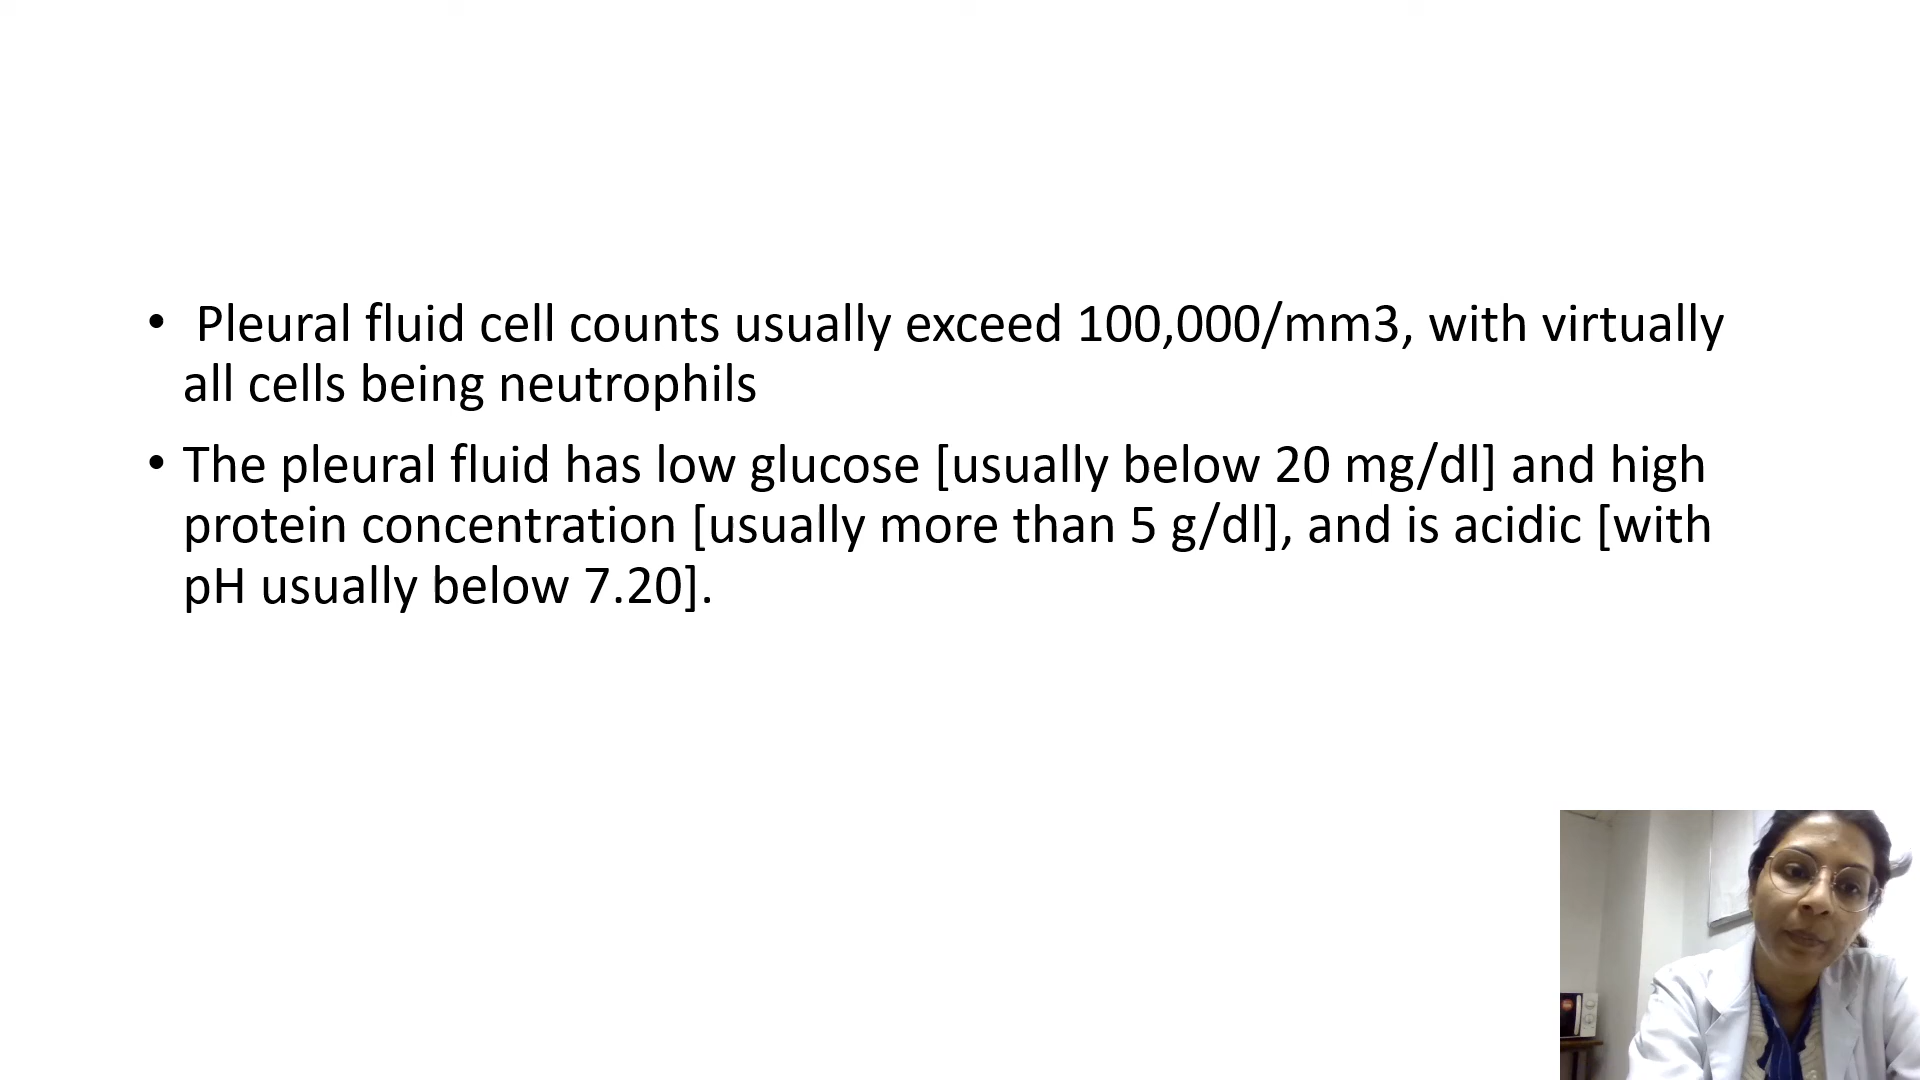 • Pleural fluid cell counts usually exceed 100,000/mm3, with virtually
all cells being neutrophils
• The pleural fluid has low glucose [usually below 20 mg/dl] and high
protein concentration [usually more than 5 g/dl], and is acidic [with
pH usually below 7.20].